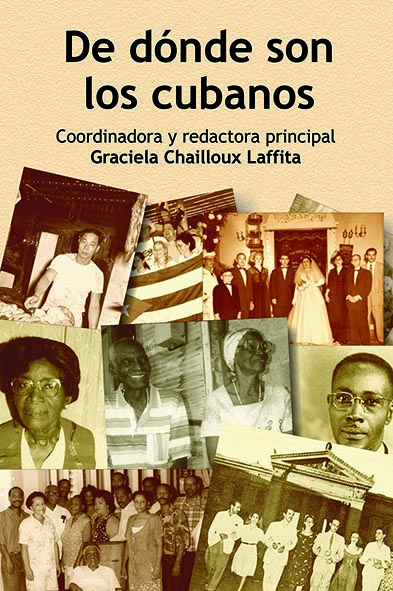 De dónde son
los cubanos
Coordinadora y redactora principal
Graciela Chailloux Laffita